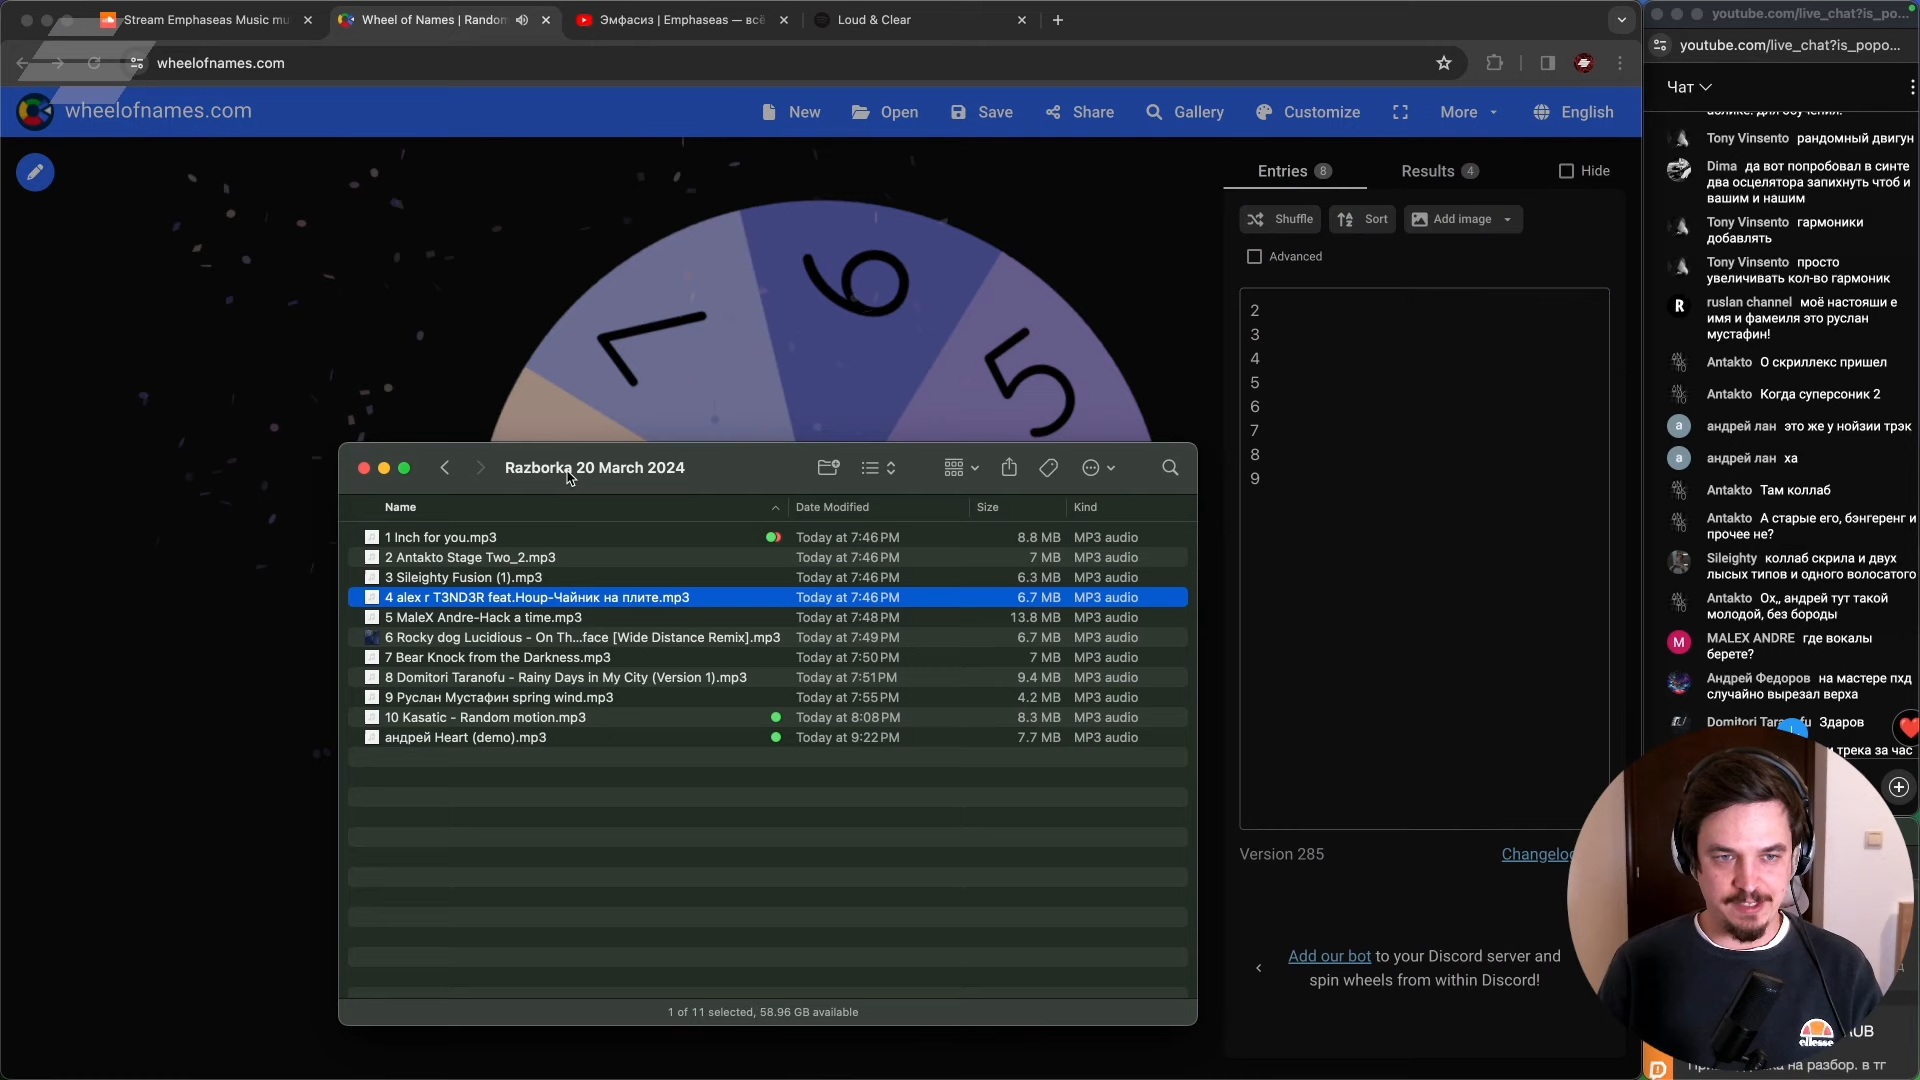 Stream Emphaseas Music mu
Wheel of Names | Random
Эмфасиз | Emphaseas — всё
Loud & Clear
youtube.com/live_chat?is_po...
wheelofnames.com
youtube.com/live_chat?is_popo...
wheelofnames.com
New
Open
Save
Share
Gallery
Customize
More
English
Чат
Entries 8
Results 4
Hide
Shuffle
Sort
Add image
Advanced
2
3
4
5
6
7
8
9
7
6
5
Razborka 20 March 2024
Name
Date Modified
Size
Kind
1 Inch for you.mp3 Today at 7:46 PM 8.8 MB MP3 audio
2 Antakto Stage Two_2.mp3 Today at 7:46 PM 7 MB MP3 audio
3 Sileighty Fusion (1).mp3 Today at 7:46 PM 6.3 MB MP3 audio
4 alex r T3ND3R feat.Houp-Чайник на плите.mp3 Today at 7:46 PM 6.7 MB MP3 audio
5 MaleX Andre-Hack a time.mp3 Today at 7:48 PM 13.8 MB MP3 audio
6 Rocky dog Lucidious - On Th...face [Wide Distance Remix].mp3 Today at 7:49 PM 6.7 MB MP3 audio
7 Bear Knock from the Darkness.mp3 Today at 7:50 PM 7 MB MP3 audio
8 Domitori Taranofu - Rainy Days in My City (Version 1).mp3 Today at 7:51 PM 9.4 MB MP3 audio
9 Руслан Мустафин spring wind.mp3 Today at 7:55 PM 4.2 MB MP3 audio
10 Kasatic - Random motion.mp3 Today at 8:08 PM 8.3 MB MP3 audio
андрей Heart (demo).mp3 Today at 9:22 PM 7.7 MB MP3 audio
1 of 11 selected, 58.96 GB available
Version 285
Changelog
Add our bot to your Discord server and
spin wheels from within Discord!
Tony Vinsento рандомный двигун
Dima да вот попробовал в синте
два осцелятора запихнуть чтоб и
вашим и нашим
Tony Vinsento гармоники
добавлять
Tony Vinsento просто
увеличивать кол-во гармоник
ruslan channel моё настояши е
имя и фамеиля это руслан
мустафин!
Antakto О скриллекс пришел
Antakto Когда суперсоник 2
андрей лан это же у нойзии трэк
андрей лан ха
Antakto Там коллаб
Antakto А старые его, бэнгеренг и
прочее не?
Sileighty коллаб скрила и двух
лысых типов и одного волосатого
Antakto Ох,, андрей тут такой
молодой, без бороды
MALEX ANDRE где вокалы
берете?
Андрей Федоров на мастере пхд
случайно вырезал верха
Domitori Taranofu Здаров
трека за час
ellesse
на разбор. в тг